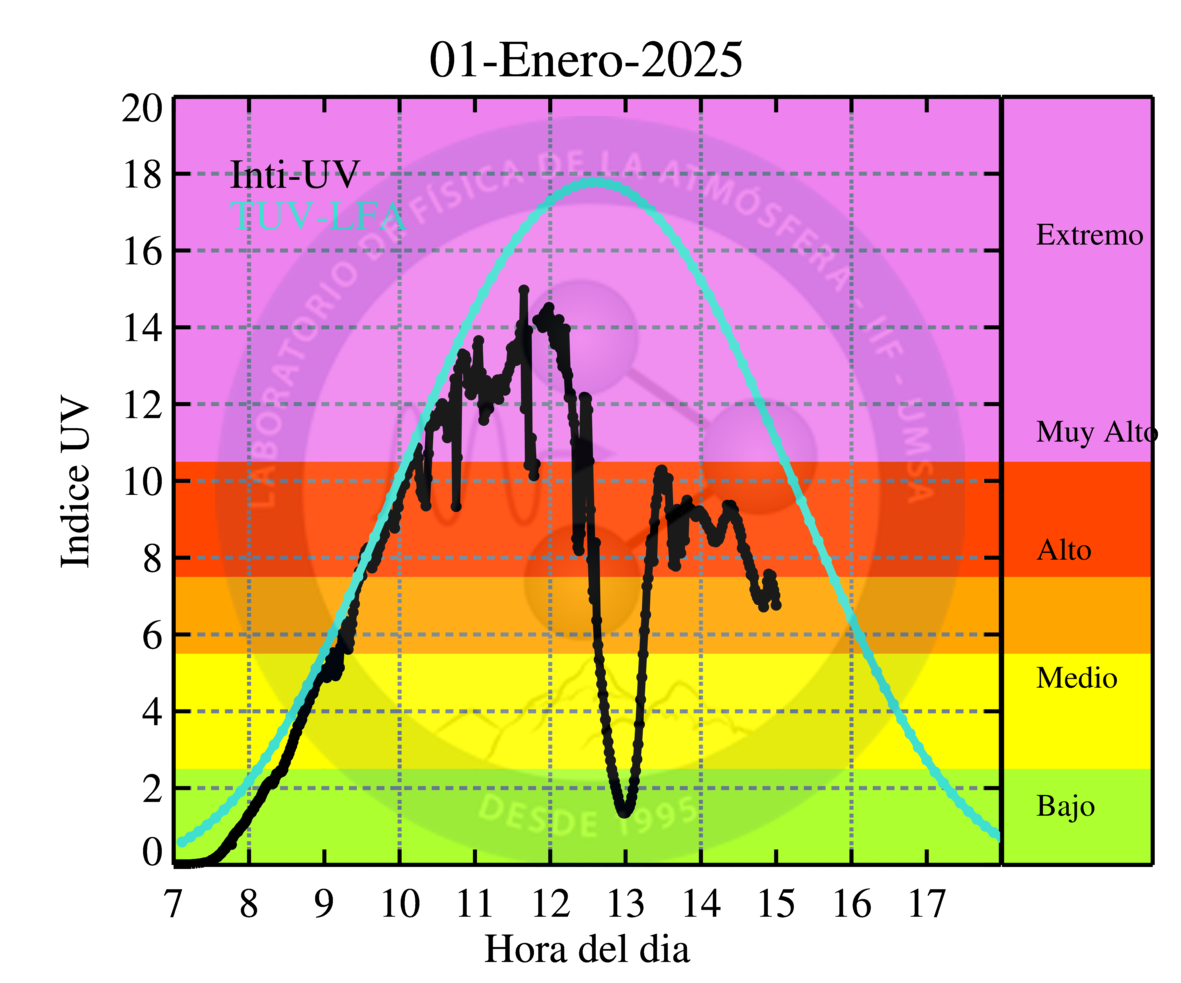 01-Enero-2025
20
18
16
14
12
10
8
6
4
2
0
Indice UV
Inti-UV
TUV-LFA
LABORATORIO DE FÍSICA DE LA ATMÓSFERA - IIF - UMSA
DESDE 1995
Extremo
Muy Alto
Alto
Medio
Bajo
7 8 9 10 11 12 13 14 15 16 17
Hora del dia